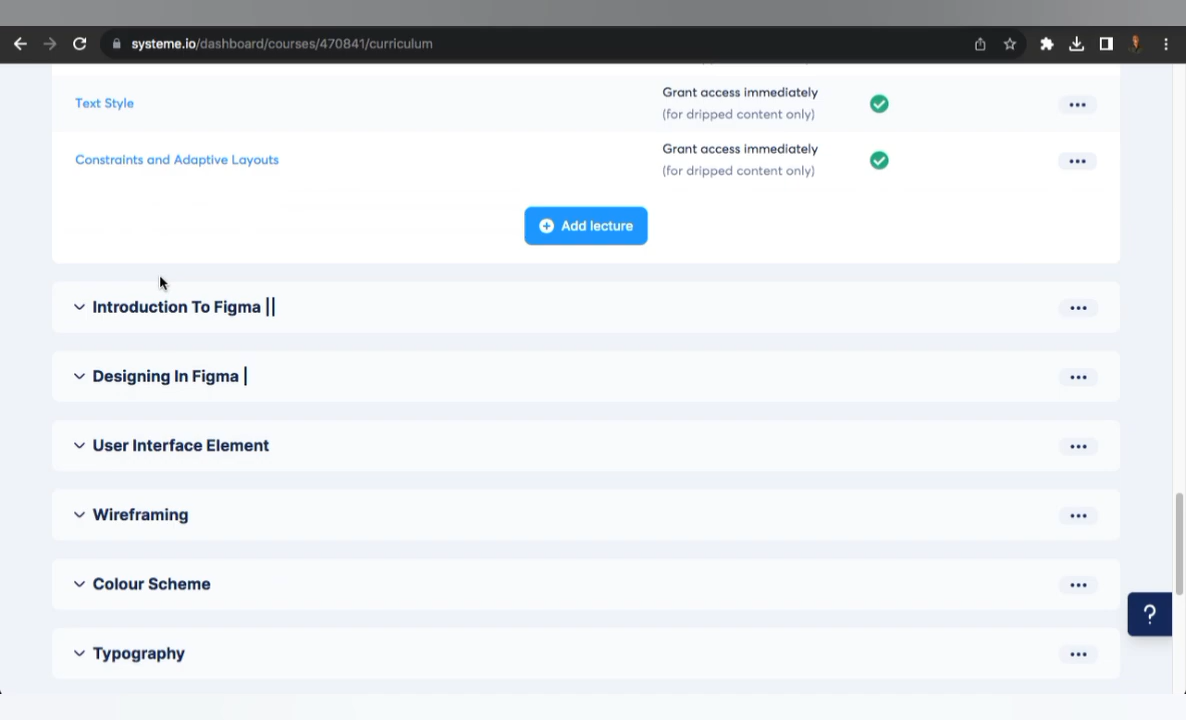 systeme.io/dashboard/courses/470841/curriculum
Text Style
Grant access immediately
(for dripped content only)
Constraints and Adaptive Layouts
Grant access immediately
(for dripped content only)
Add lecture
Introduction To Figma ||
Designing In Figma |
User Interface Element
Wireframing
Colour Scheme
?
Typography